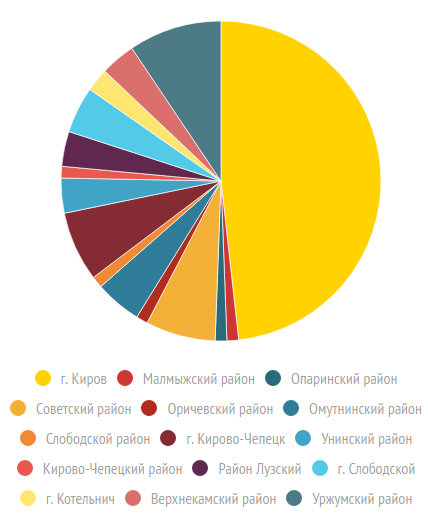 г. Киров Малмыжский район Опаринский район
Советский район Оричевский район Омутнинский район
Слободской район г. Кирово-Чепецк Унинский район
Кирово-Чепецкий район Район Лузский г. Слободской
г. Котельнич Верхнекамский район Уржумский район